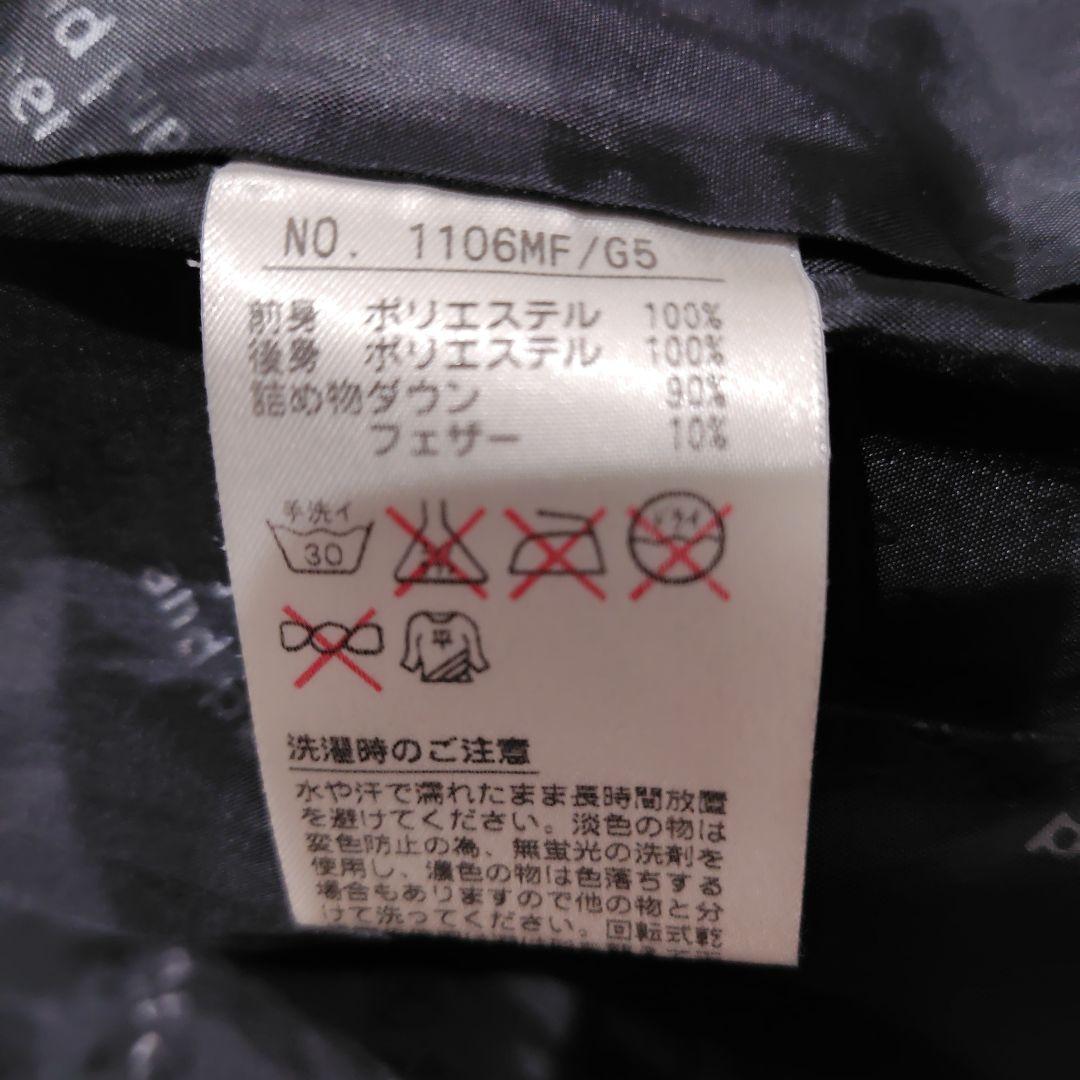 NO. 1106MF/G5
前身 ポリエステル 100%
後身 ポリエステル 100%
詰め物ダウン 90%
フェザー 10%
手洗イ
30
ドライ
平
洗濯時のご注意
水や汗で濡れたまま長時間放置
を避けてください。淡色の物は
変色防止の為、無蛍光の洗剤を
使用し、濃色の物は色落ちする
場合もありますので他の物と分
けて洗ってください。回転式乾